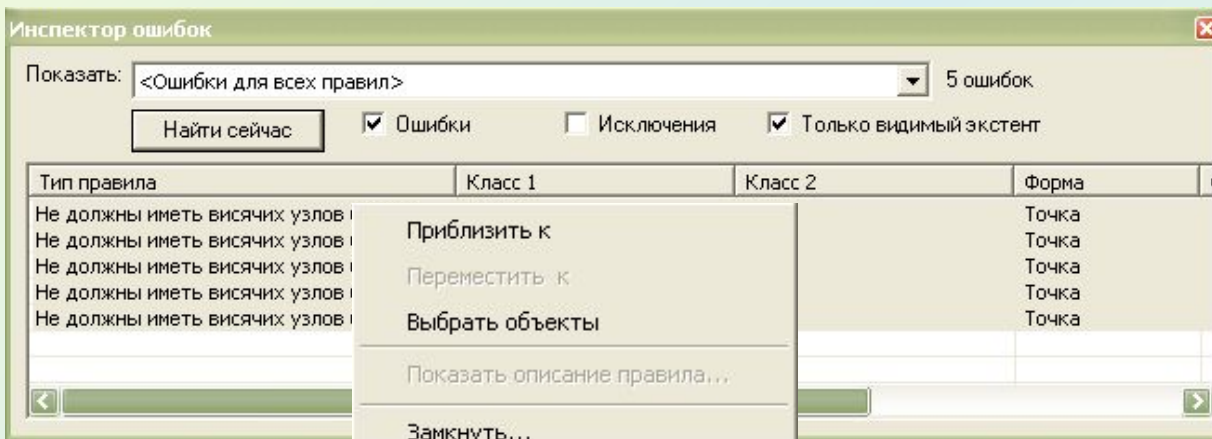 Инспектор ошибок
Показать: <Ошибки для всех правил> 5 ошибок
Найти сейчас Ошибки Исключения Только видимый экстент
Тип правила Класс 1 Класс 2 Форма
Не должны иметь висячих узлов Точка
Не должны иметь висячих узлов Точка
Не должны иметь висячих узлов Точка
Не должны иметь висячих узлов Точка
Не должны иметь висячих узлов Точка
Приблизить к
Переместить к
Выбрать объекты
Показать описание правила...
Замкнуть...